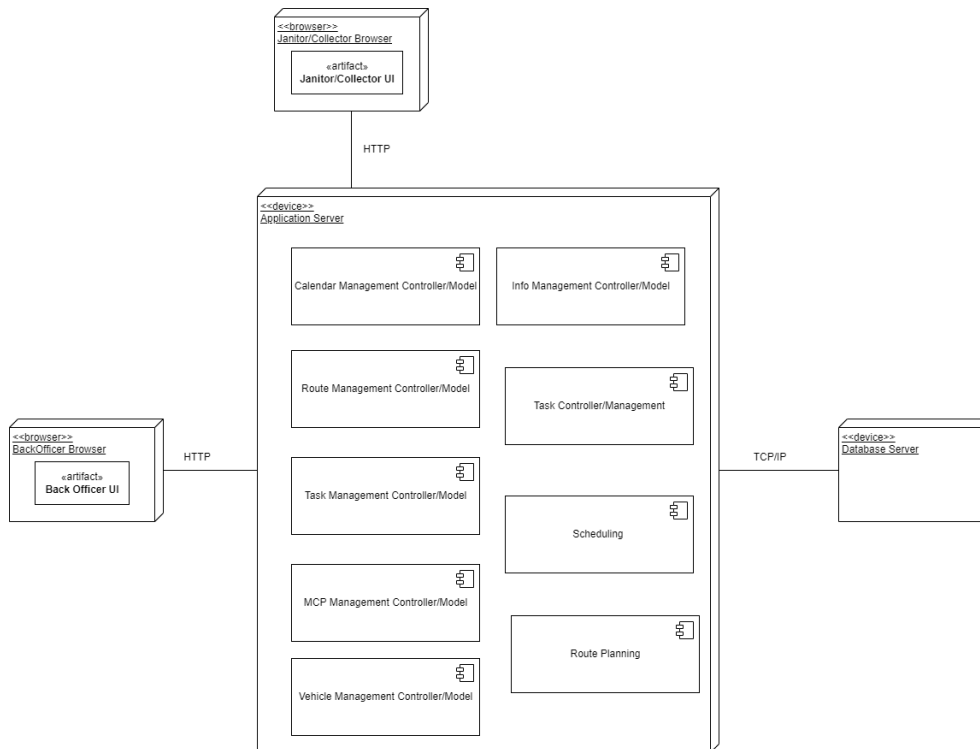 <<browser>>
Janitor/Collector Browser
«artifact»
Janitor/Collector UI
HTTP
<<device>>
Application Server
Calendar Management Controller/Model
Info Management Controller/Model
Route Management Controller/Model
Task Controller/Management
<<browser>>
BackOfficer Browser
«artifact»
Back Officer UI
HTTP
Task Management Controller/Model
Scheduling
MCP Management Controller/Model
Route Planning
Vehicle Management Controller/Model
TCP/IP
<<device>>
Database Server